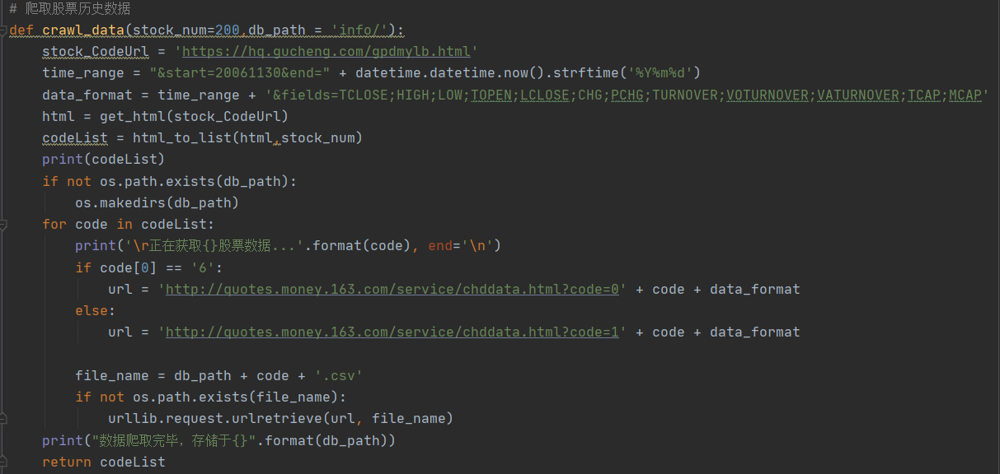 # 爬取股票历史数据
def crawl_data(stock_num=200,db_path = 'info/'):
    stock_CodeUrl = 'https://hq.gucheng.com/gpdmylb.html'
    time_range = "&start=20061130&end=" + datetime.datetime.now().strftime('%Y%m%d')
    data_format = time_range + '&fields=TCLOSE;HIGH;LOW;TOPEN;LCLOSE;CHG;PCHG;TURNOVER;VOTURNOVER;VATURNOVER;TCAP;MCAP'
    html = get_html(stock_CodeUrl)
    codeList = html_to_list(html,stock_num)
    print(codeList)
    if not os.path.exists(db_path):
        os.makedirs(db_path)
    for code in codeList:
        print('\r正在获取{}股票数据...'.format(code), end='\n')
        if code[0] == '6':
            url = 'http://quotes.money.163.com/service/chddata.html?code=0' + code + data_format
        else:
            url = 'http://quotes.money.163.com/service/chddata.html?code=1' + code + data_format
        file_name = db_path + code + '.csv'
        if not os.path.exists(file_name):
            urllib.request.urlretrieve(url, file_name)
    print("数据爬取完毕，存储于{}".format(db_path))
    return codeList